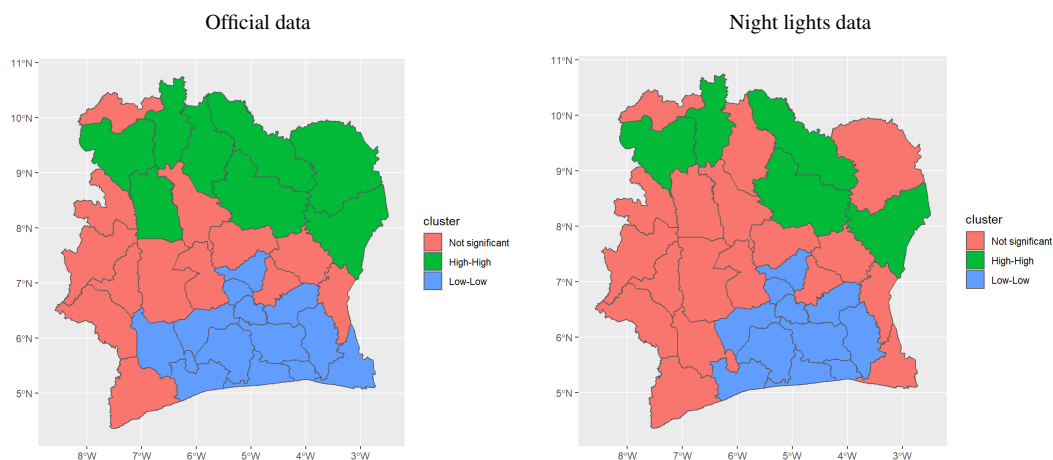 Official data
Night lights data
11°N
10°N
9°N
8°N
7°N
6°N
5°N
8°W 7°W 6°W 5°W 4°W 3°W
cluster
Not significant
High-High
Low-Low
11°N
10°N
9°N
8°N
7°N
6°N
5°N
8°W 7°W 6°W 5°W 4°W 3°W
cluster
Not significant
High-High
Low-Low